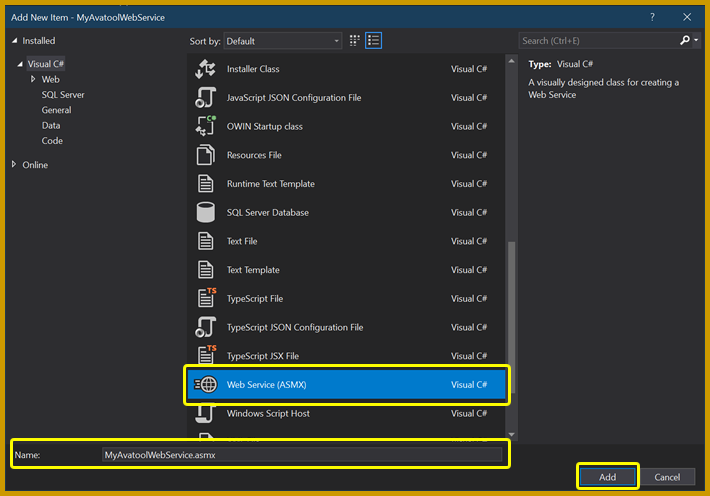 Add New Item - MyAvatoolWebService
?
Installed
Sort by: Default
Search (Ctrl+E)
Visual C#
Web
SQL Server
General
Data
Code
Online
Installer Class Visual C#
JavaScript JSON Configuration File Visual C#
OWIN Startup class Visual C#
Resources File Visual C#
Runtime Text Template Visual C#
SQL Server Database Visual C#
Text File Visual C#
Text Template Visual C#
TypeScript File Visual C#
TypeScript JSON Configuration File Visual C#
TypeScript JSX File Visual C#
Web Service (ASMX) Visual C#
Windows Script Host Visual C#
Type: Visual C#
A visually designed class for creating a
Web Service
Name: MyAvatoolWebService.asmx
Add Cancel